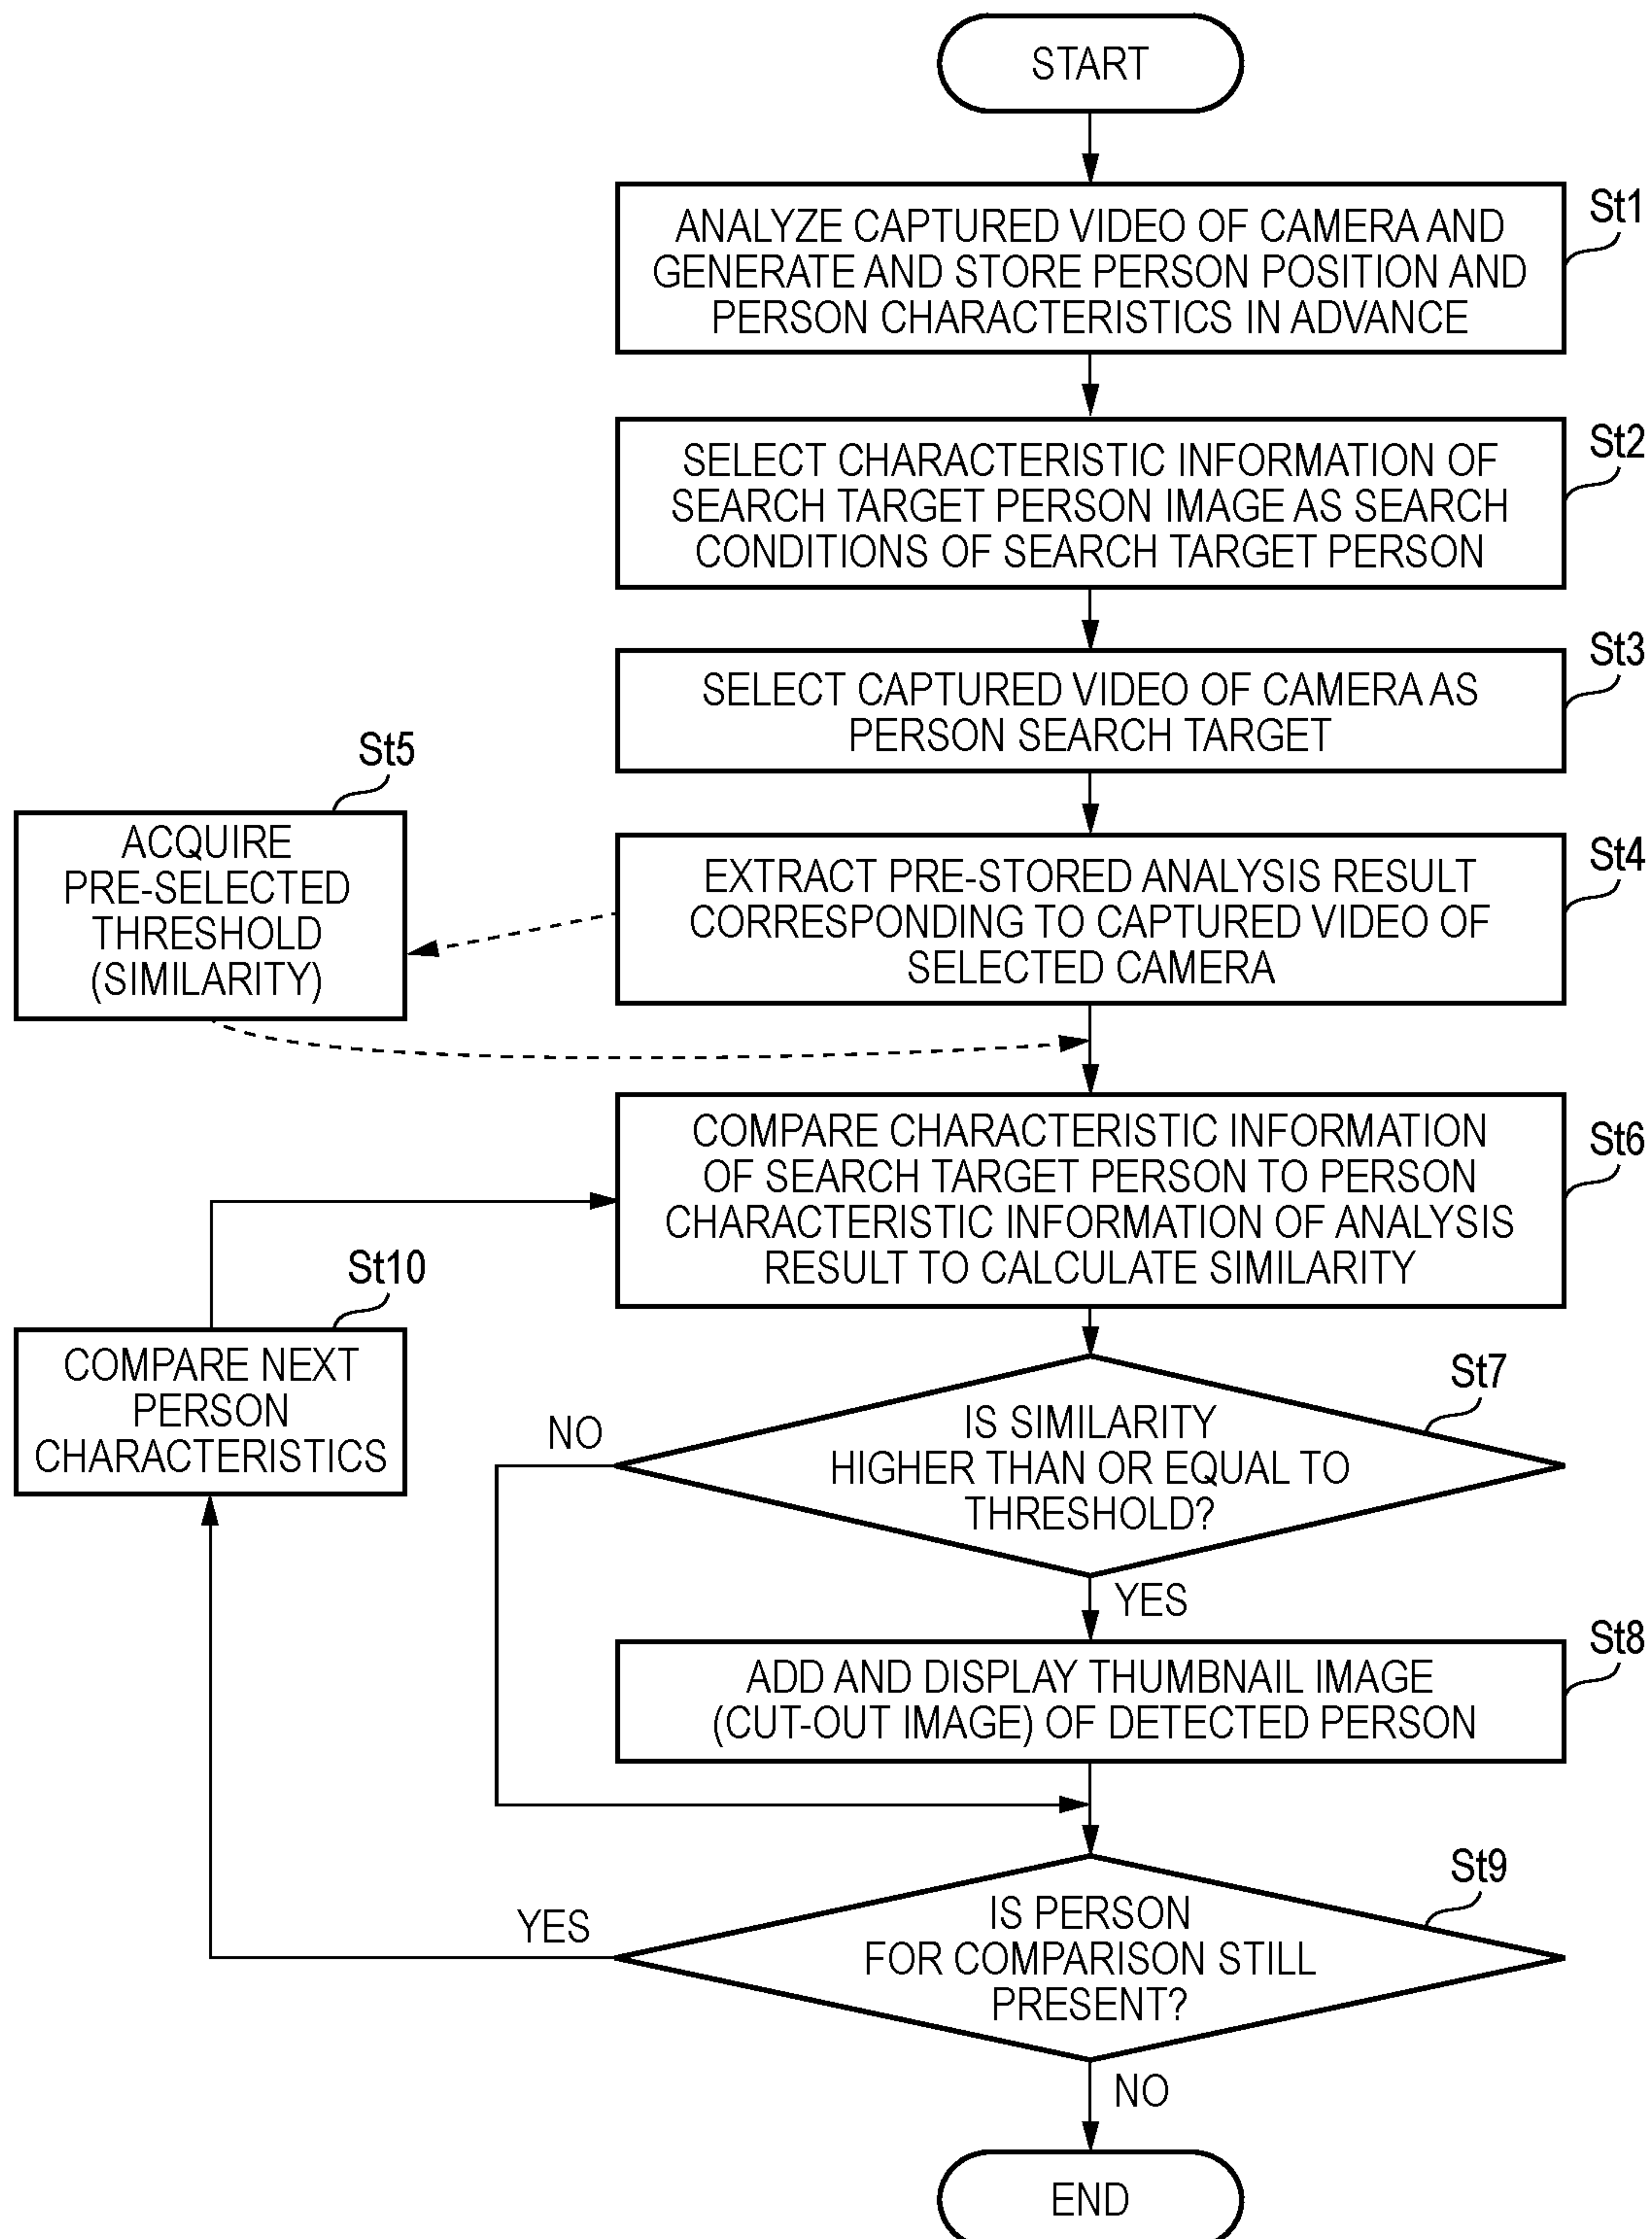 START
St1
ANALYZE CAPTURED VIDEO OF CAMERA AND
GENERATE AND STORE PERSON POSITION AND
PERSON CHARACTERISTICS IN ADVANCE
St2
SELECT CHARACTERISTIC INFORMATION OF
SEARCH TARGET PERSON IMAGE AS SEARCH
CONDITIONS OF SEARCH TARGET PERSON
St3
SELECT CAPTURED VIDEO OF CAMERA AS
PERSON SEARCH TARGET
St4
EXTRACT PRE-STORED ANALYSIS RESULT
CORRESPONDING TO CAPTURED VIDEO OF
SELECTED CAMERA
St5
ACQUIRE
PRE-SELECTED
THRESHOLD
(SIMILARITY)
St6
COMPARE CHARACTERISTIC INFORMATION
OF SEARCH TARGET PERSON TO PERSON
CHARACTERISTIC INFORMATION OF ANALYSIS
RESULT TO CALCULATE SIMILARITY
St7
IS SIMILARITY
HIGHER THAN OR EQUAL TO
THRESHOLD?
NO
YES
St8
ADD AND DISPLAY THUMBNAIL IMAGE
(CUT-OUT IMAGE) OF DETECTED PERSON
St9
IS PERSON
FOR COMPARISON STILL
PRESENT?
YES
NO
St10
COMPARE NEXT
PERSON
CHARACTERISTICS
END